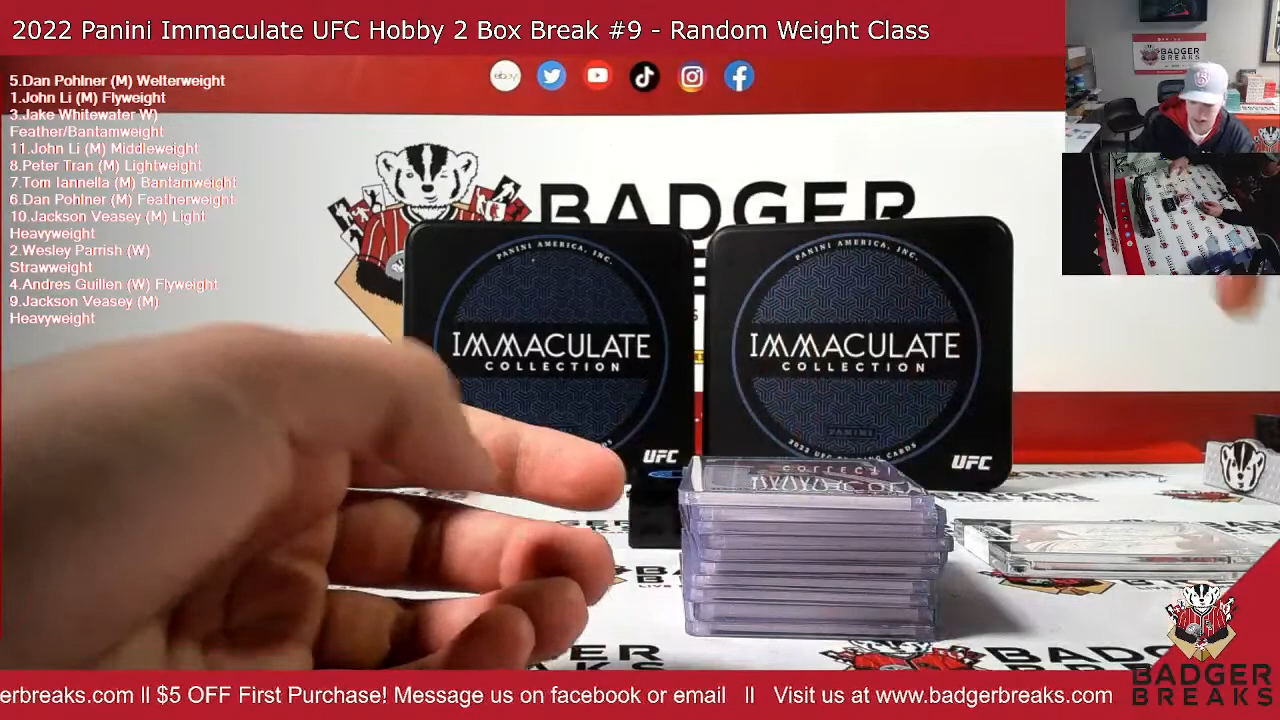 2022 Panini Immaculate UFC Hobby 2 Box Break #9 - Random Weight Class
5.Dan Pohlner (M) Welterweight
1.John Li (M) Flyweight
3.Jake Whitewater W)
Feather/Bantamweight
11.John Li (M) Middleweight
8.Peter Tran (M) Lightweight
7.Tom Iannella (M) Bantamweight
6.Dan Pohlner (M) Featherweight
10.Jackson Veasey (M) Light
Heavyweight
2.Wesley Parrish (W)
Strawweight
4.Andres Guillen (W) Flyweight
9.Jackson Veasey (M)
Heavyweight
ebay
BADGER
BREAKS
BADGER
PANINI AMERICA, INC.
IMMACULATE
COLLECTION
UFC
PANINI AMERICA, INC.
IMMACULATE
COLLECTION
PANINI
UFC
BADGER
BREAKS
erbreaks.com ll $5 OFF First Purchase! Message us on facebook or email ll Visit us at www.badgerbreaks.com